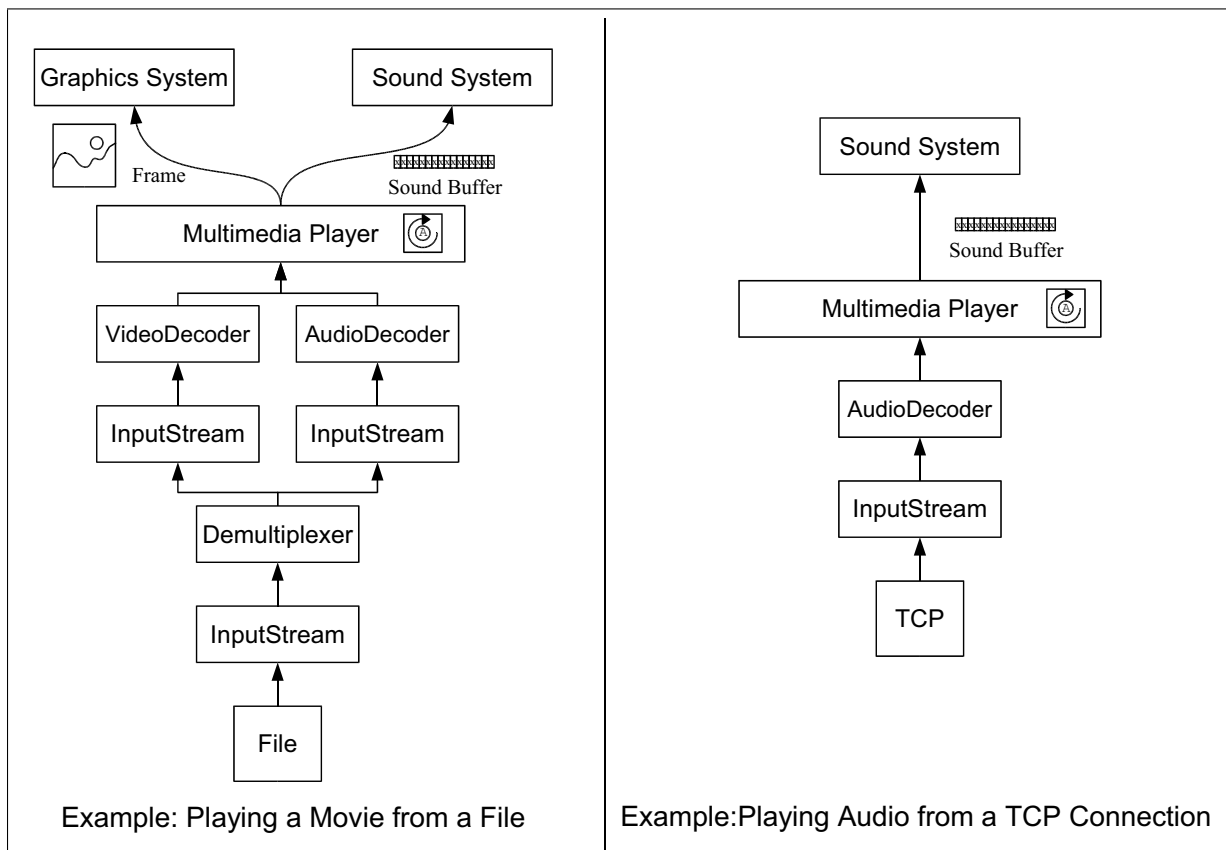 Graphics System
Sound System
Frame
Sound Buffer
Multimedia Player
A
VideoDecoder
AudioDecoder
InputStream
InputStream
Demultiplexer
InputStream
File
Example: Playing a Movie from a File
Sound System
Sound Buffer
Multimedia Player
A
AudioDecoder
InputStream
TCP
Example:Playing Audio from a TCP Connection